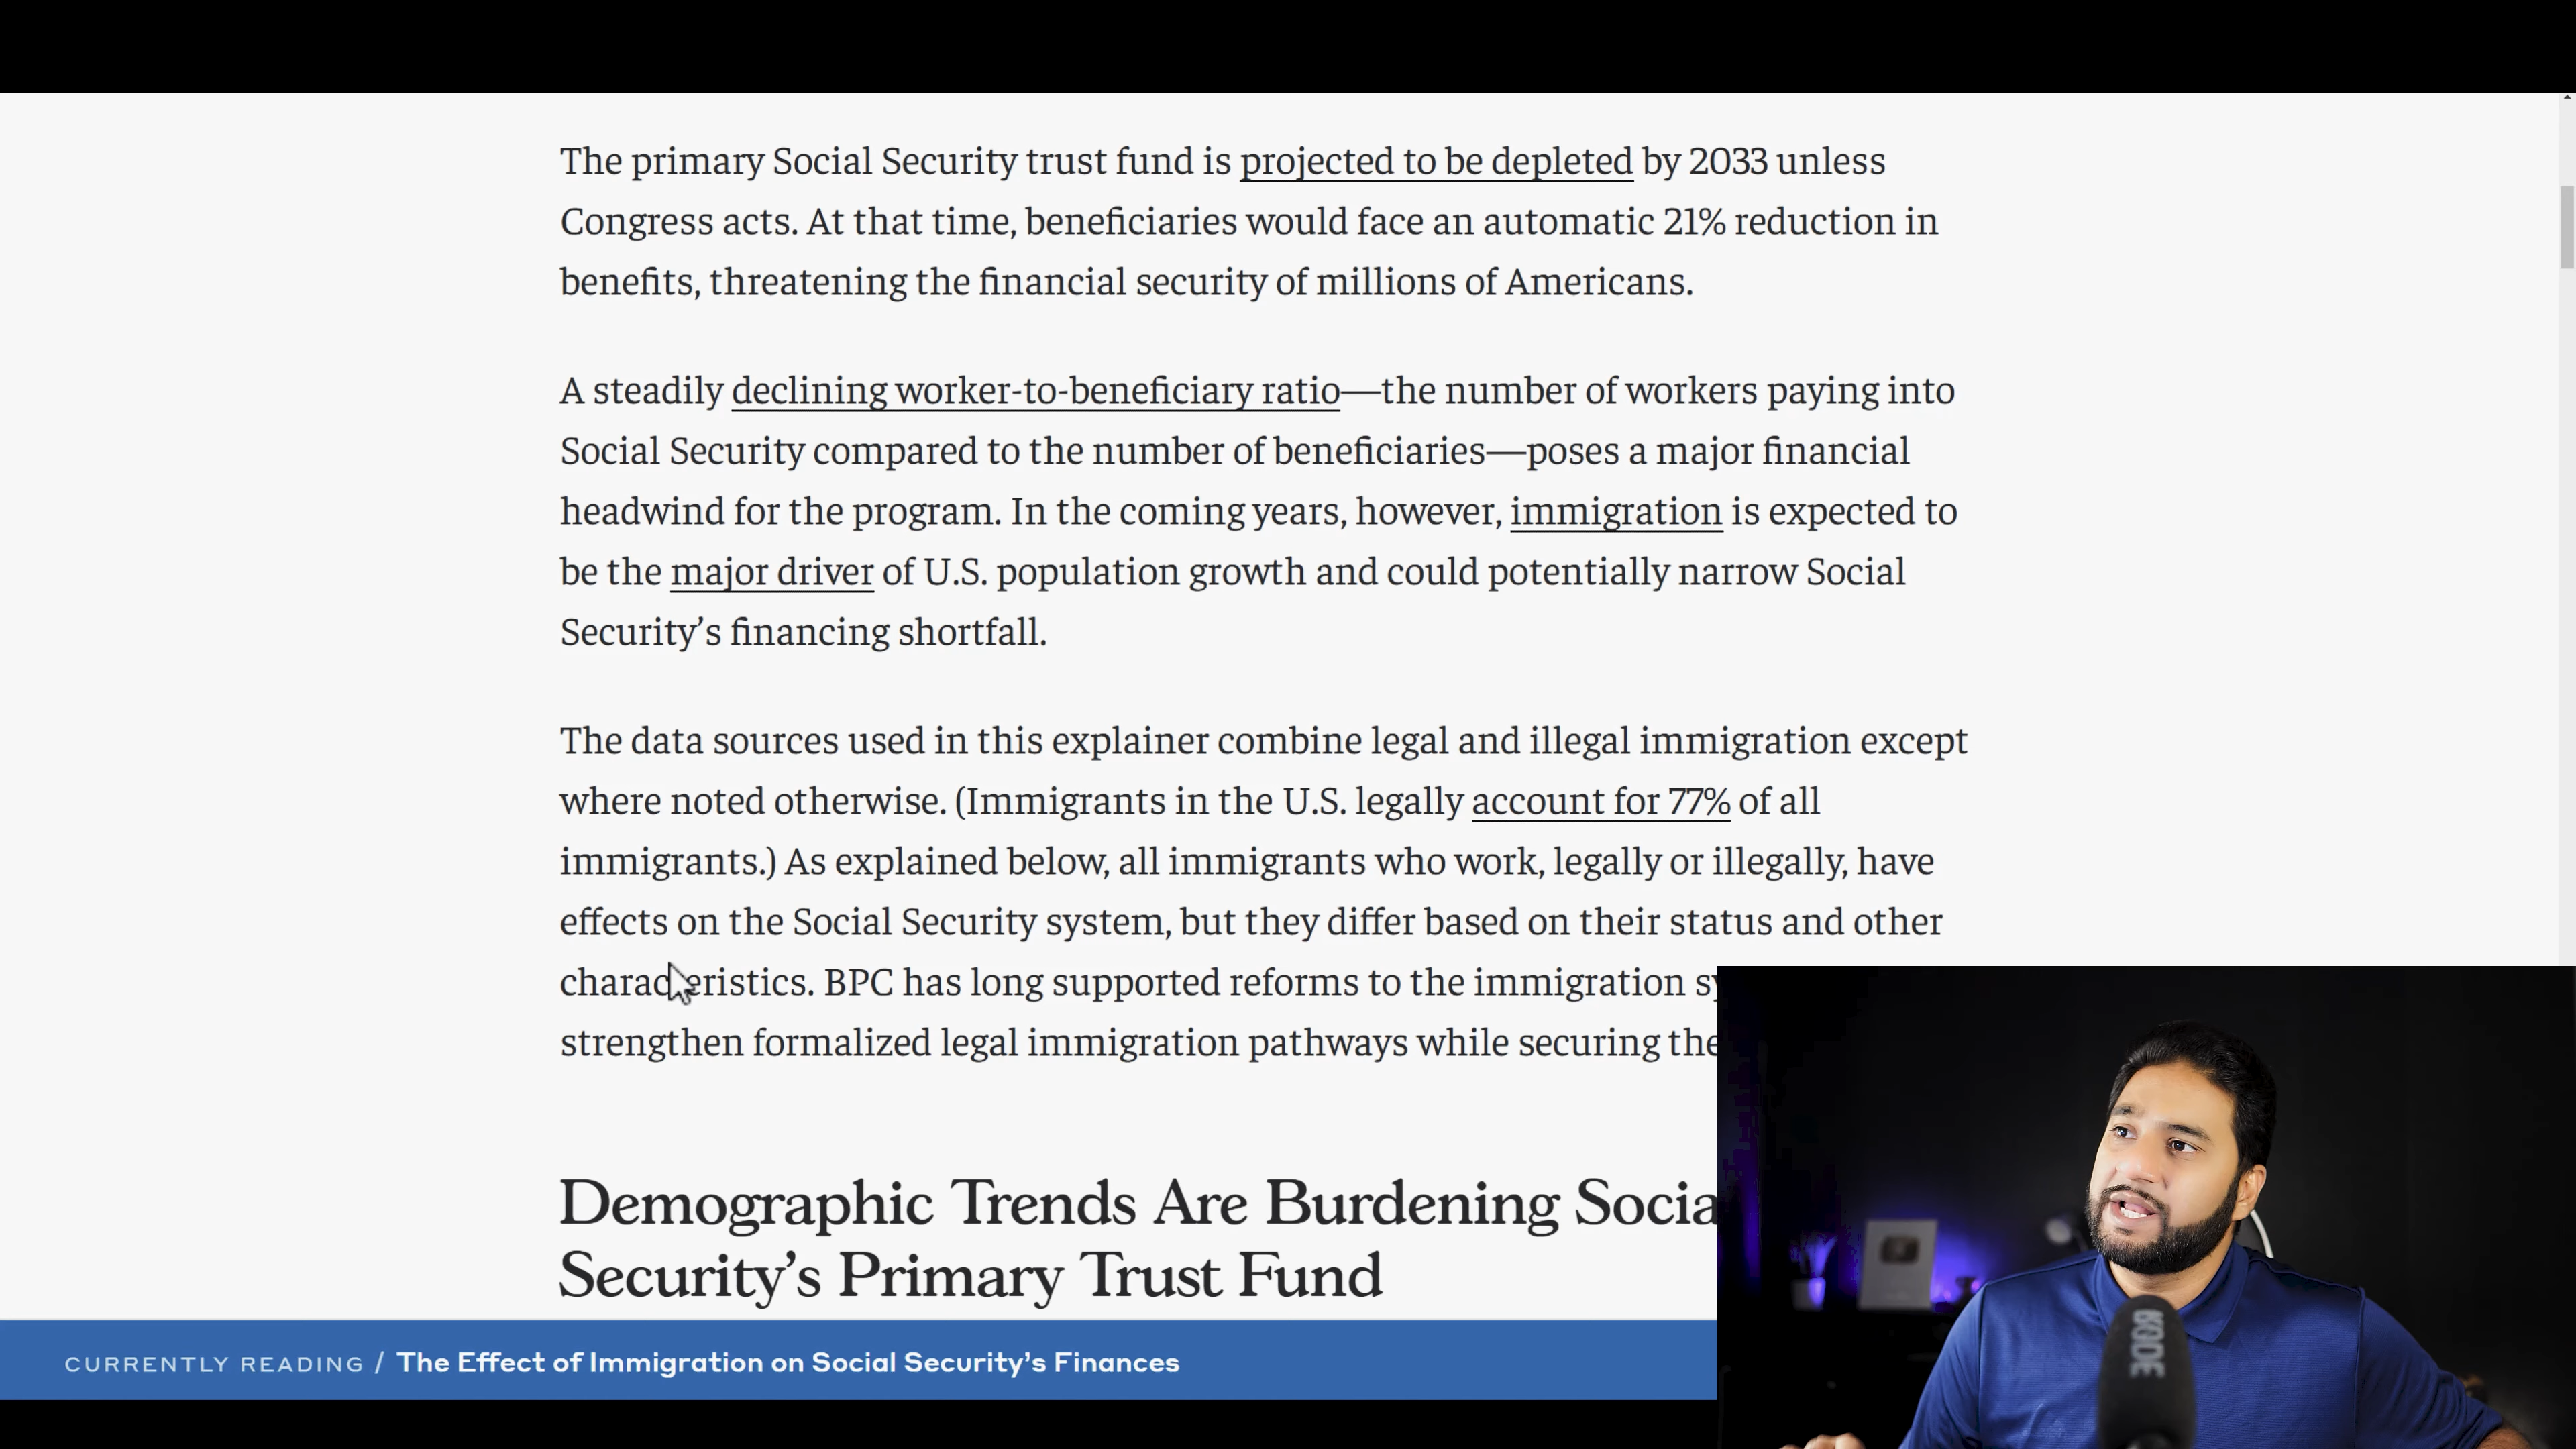 The primary Social Security trust fund is projected to be depleted by 2033 unless
Congress acts. At that time, beneficiaries would face an automatic 21% reduction in
benefits, threatening the financial security of millions of Americans.
A steadily declining worker-to-beneficiary ratio—the number of workers paying into
Social Security compared to the number of beneficiaries—poses a major financial
headwind for the program. In the coming years, however, immigration is expected to
be the major driver of U.S. population growth and could potentially narrow Social
Security’s financing shortfall.
The data sources used in this explainer combine legal and illegal immigration except
where noted otherwise. (Immigrants in the U.S. legally account for 77% of all
immigrants.) As explained below, all immigrants who work, legally or illegally, have
effects on the Social Security system, but they differ based on their status and other
characteristics. BPC has long supported reforms to the immigration
strengthen formalized legal immigration pathways while securing the
Demographic Trends Are Burdening Socia
Security’s Primary Trust Fund
CURRENTLY READING / The Effect of Immigration on Social Security’s Finances
RODE